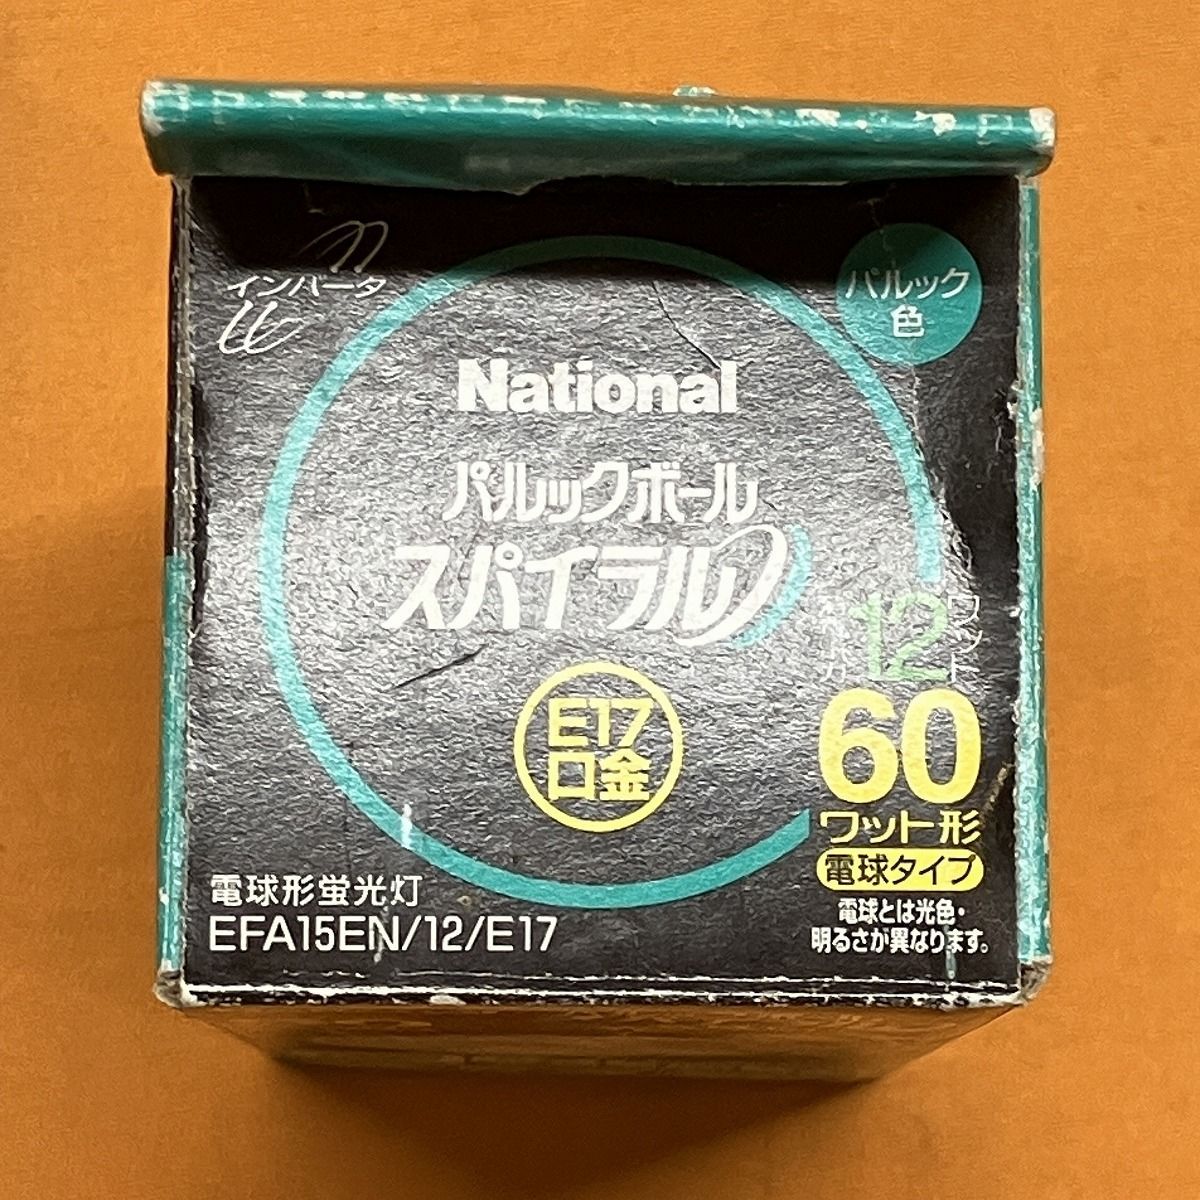 インバータ
パルック
色
National
パルックボール
スパイラル
12
ワット
60
ワット形
電球タイプ
E17
口金
電球形蛍光灯
EFA15EN/12/E17
電球とは光色・
明るさが異なります。